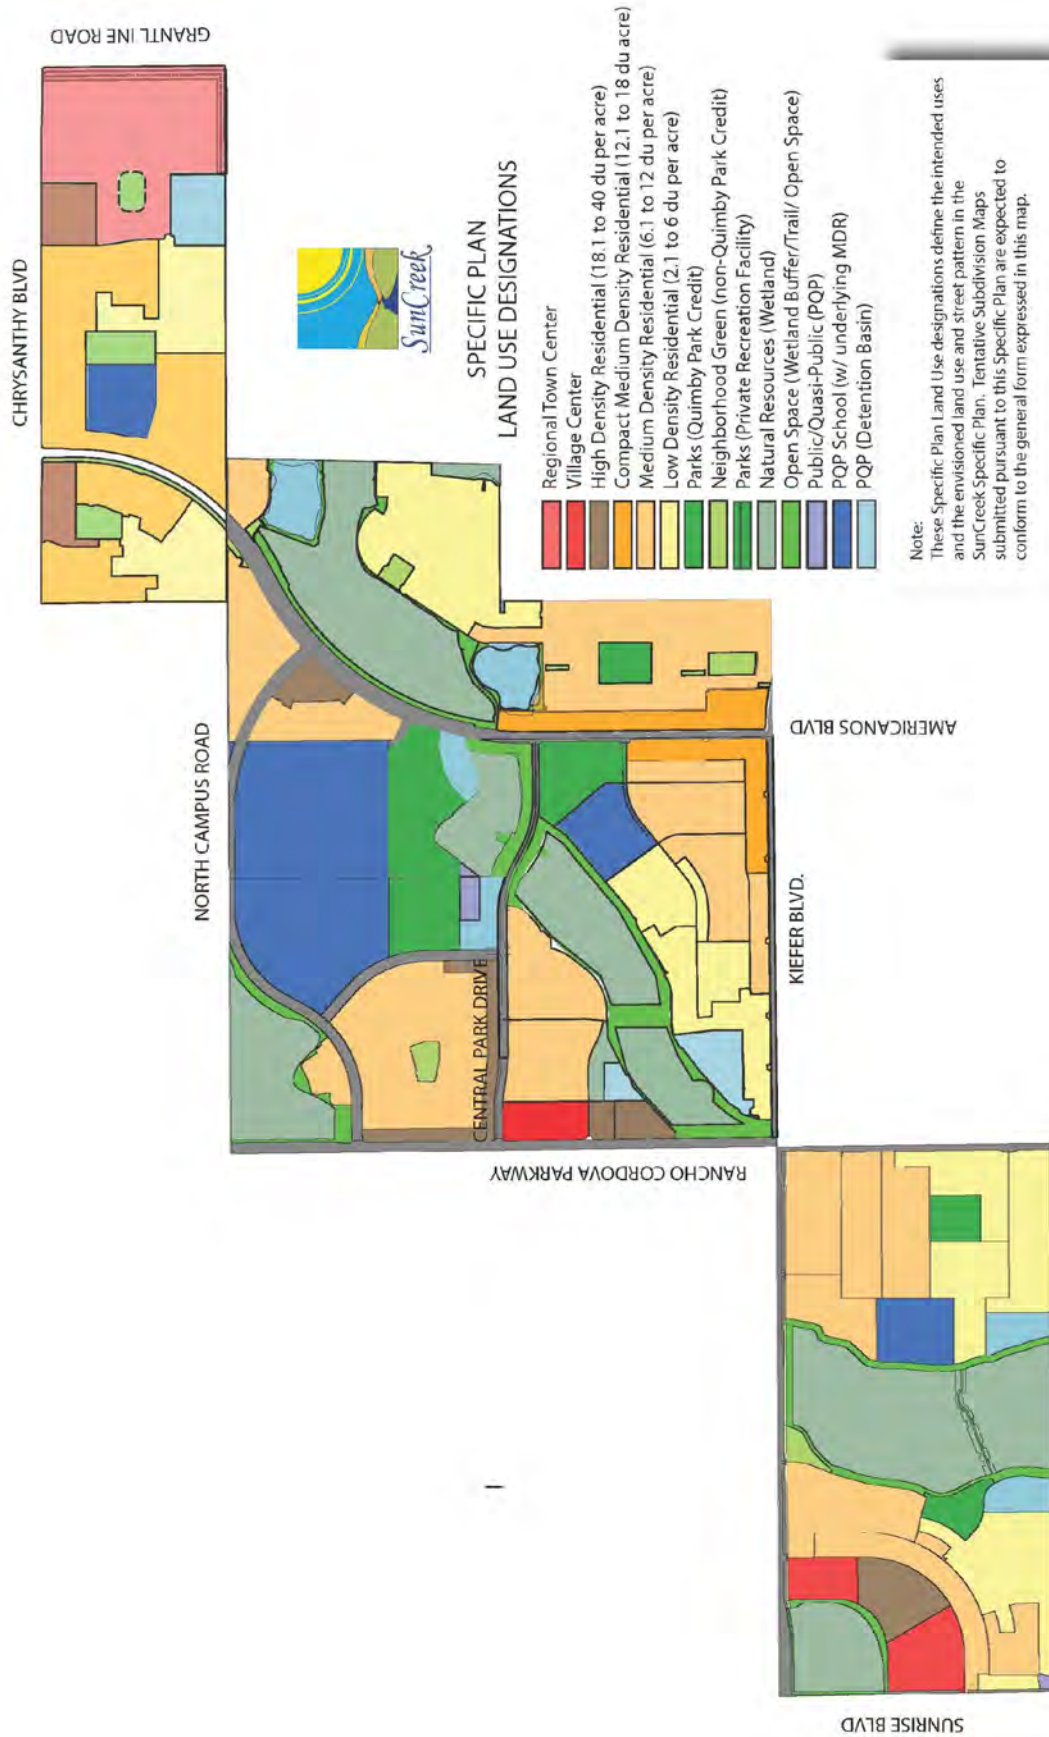 GRANTLINE ROAD
CHRYSANTHY BLVD
SunCreek
SPECIFIC PLAN
LAND USE DESIGNATIONS
Regional Town Center
Village Center
High Density Residential (18.1 to 40 du per acre)
Compact Medium Density Residential (12.1 to 18 du acre)
Medium Density Residential (6.1 to 12 du per acre)
Low Density Residential (2.1 to 6 du per acre)
Parks (Quimby Park Credit)
Neighborhood Green (non-Quimby Park Credit)
Parks (Private Recreation Facility)
Natural Resources (Wetland)
Open Space (Wetland Buffer/Trail/ Open Space)
Public/Quasi-Public (PQP)
PQP School (w/ underlying MDR)
PQP (Detention Basin)
Note:
These Specific Plan Land Use designations define the intended uses
and the envisioned land use and street pattern in the
SunCreek Specific Plan. Tentative Subdivision Maps
submitted pursuant to this Specific Plan are expected to
conform to the general form expressed in this map.
NORTH CAMPUS ROAD
AMERICANOS BLVD
CENTRAL PARK DRIVE
KIEFER BLVD.
RANCHO CORDOVA PARKWAY
SUNRISE BLVD